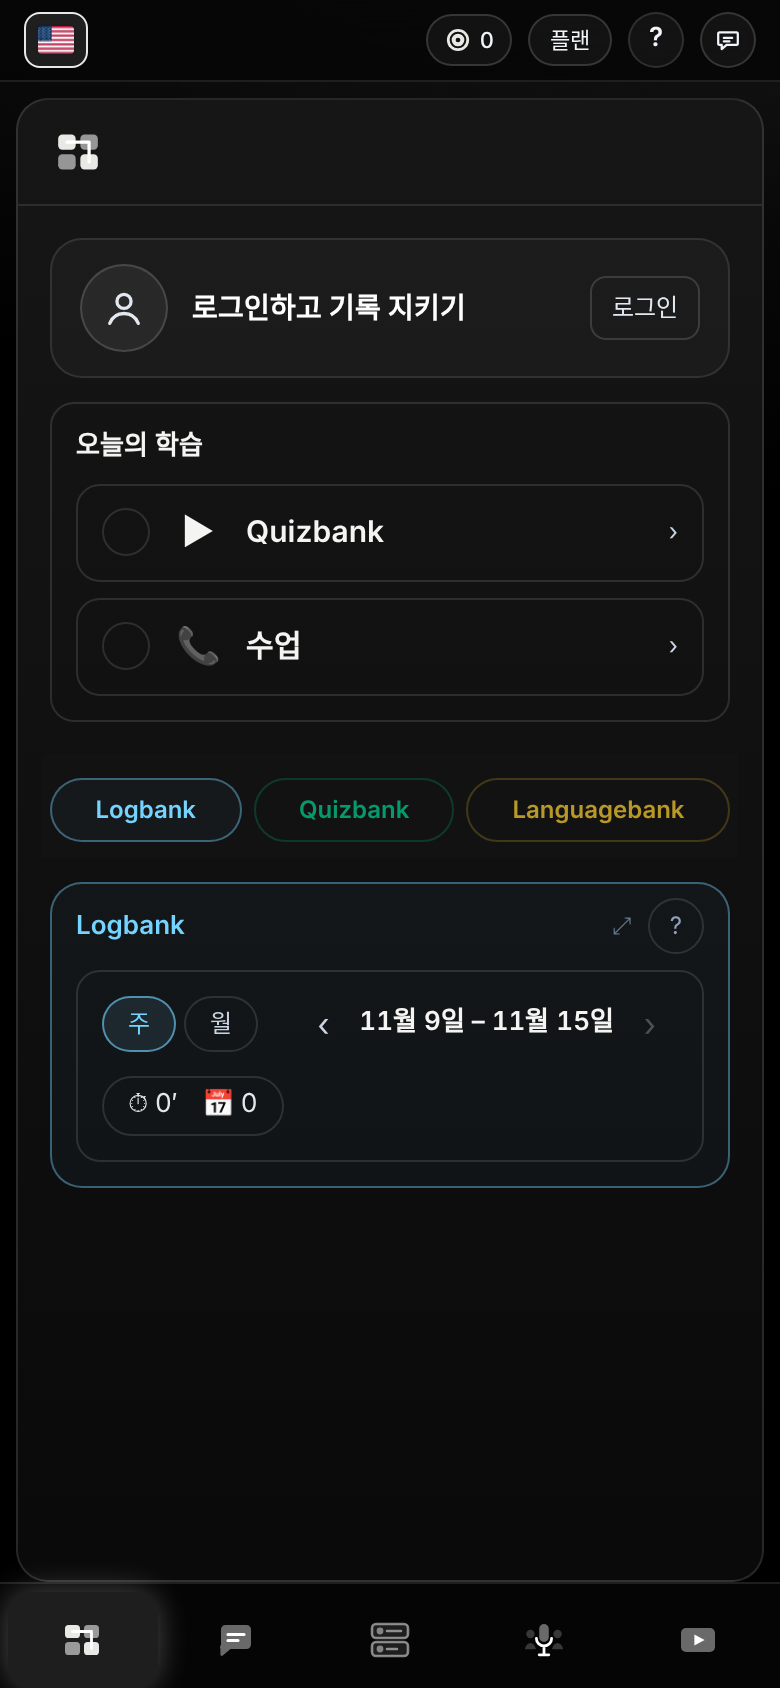 0 플랜 ?
로그인하고 기록 지키기 로그인
오늘의 학습
Quizbank
수업
Logbank Quizbank Languagebank
Logbank ?
주 월 ‹ 11월 9일 – 11월 15일 ›
⏱ 0′ 📅 0